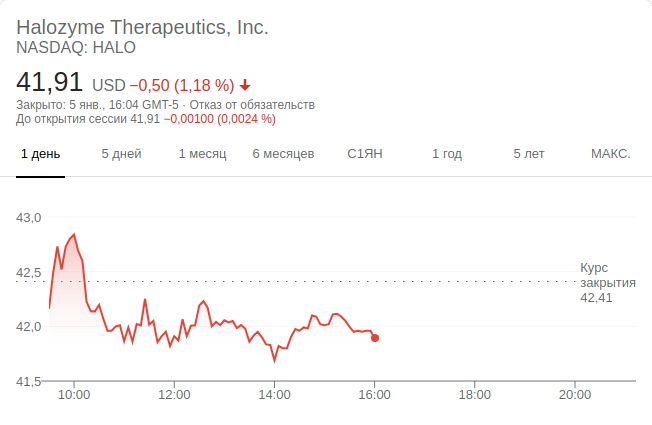 Halozyme Therapeutics, Inc.
NASDAQ: HALO
41,91 USD −0,50 (1,18 %)
Закрыто: 5 янв., 16:04 GMT-5 · Отказ от обязательств
До открытия сессии 41,91 −0,00100 (0,0024 %)
1 день 5 дней 1 месяц 6 месяцев С1ЯН 1 год 5 лет МАКС.
43,0
42,5
42,0
41,5
Курс
закрытия
42,41
10:00 12:00 14:00 16:00 18:00 20:00